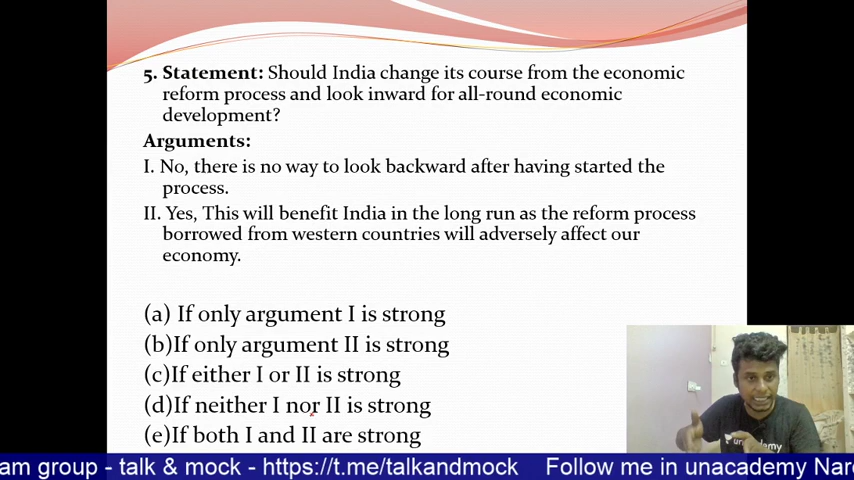 5. Statement: Should India change its course from the economic
reform process and look inward for all-round economic
development?
Arguments:
I. No, there is no way to look backward after having started the
process.
II. Yes, This will benefit India in the long run as the reform process
borrowed from western countries will adversely affect our
economy.
(a) If only argument I is strong
(b)If only argument II is strong
(c)If either I or II is strong
(d)If neither I nor II is strong
(e)If both I and II are strong
unacademy
am group - talk & mock - https://t.me/talkandmock Follow me in unacademy Nar